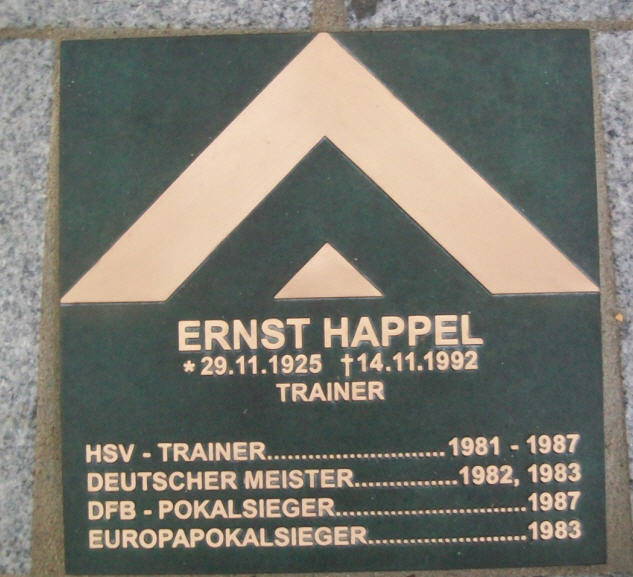 ERNST HAPPEL
*29.11.1925 †14.11.1992
TRAINER
HSV - TRAINER..........................1981 - 1987
DEUTSCHER MEISTER...............1982, 1983
DFB - POKALSIEGER............................1987
EUROPAPOKALSIEGER.......................1983